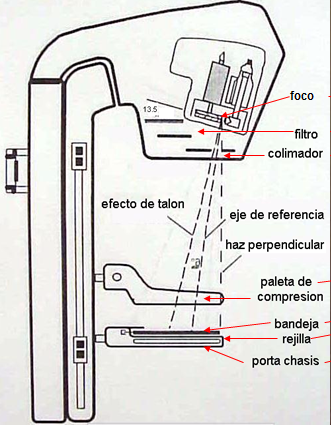 foco
13.5
filtro
colimador
efecto de talon
eje de referencia
haz perpendicular
paleta de
compresion
bandeja
rejilla
porta chasis